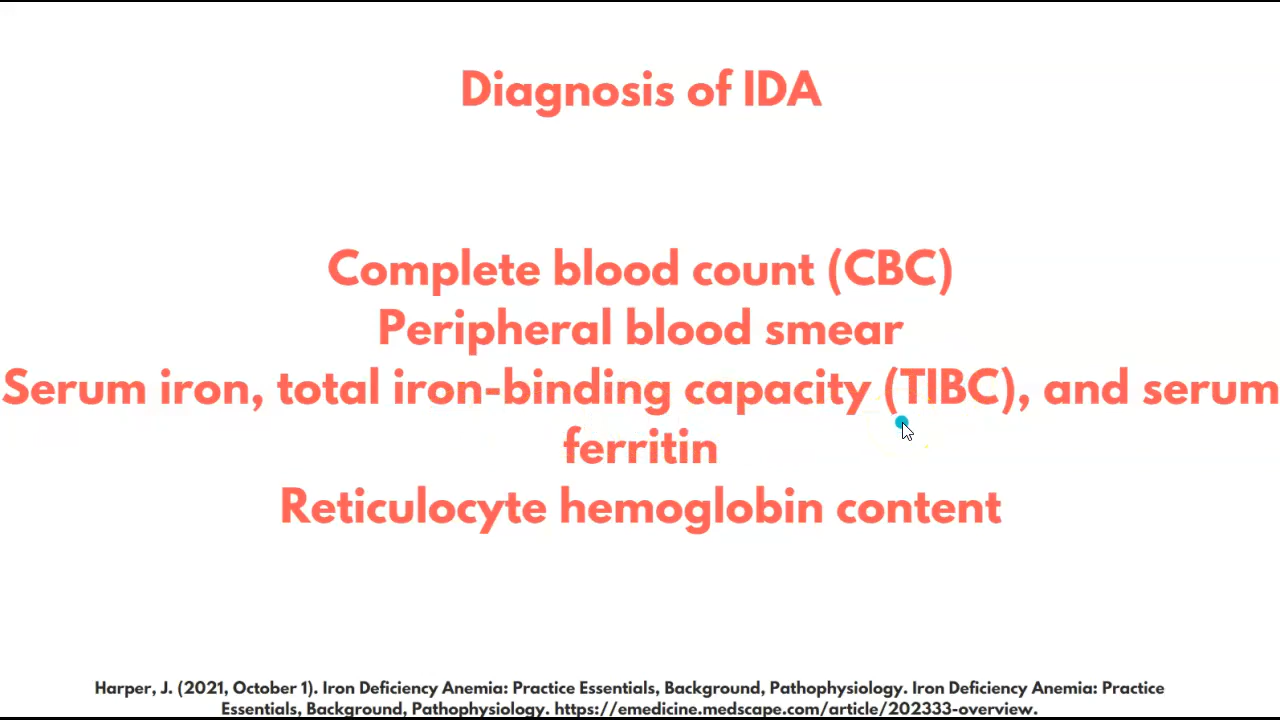 Diagnosis of IDA
Complete blood count (CBC)
Peripheral blood smear
Serum iron, total iron-binding capacity (TIBC), and serum
ferritin
Reticulocyte hemoglobin content
Harper, J. (2021, October 1). Iron Deficiency Anemia: Practice Essentials, Background, Pathophysiology. Iron Deficiency Anemia: Practice
Essentials, Background, Pathophysiology. https://emedicine.medscape.com/article/202333-overview.